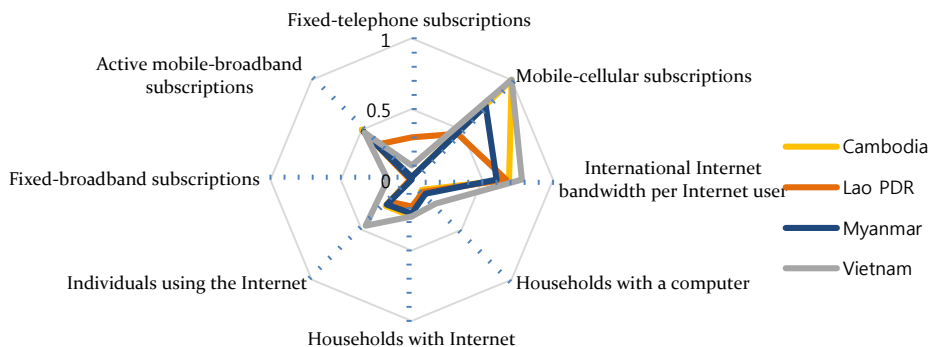 Fixed-telephone subscriptions
1
Active mobile-broadband
subscriptions
Mobile-cellular subscriptions
0.5
Cambodia
Fixed-broadband subscriptions
0
International Internet
bandwidth per Internet user
Lao PDR
Myanmar
Vietnam
Individuals using the Internet
Households with a computer
Households with Internet